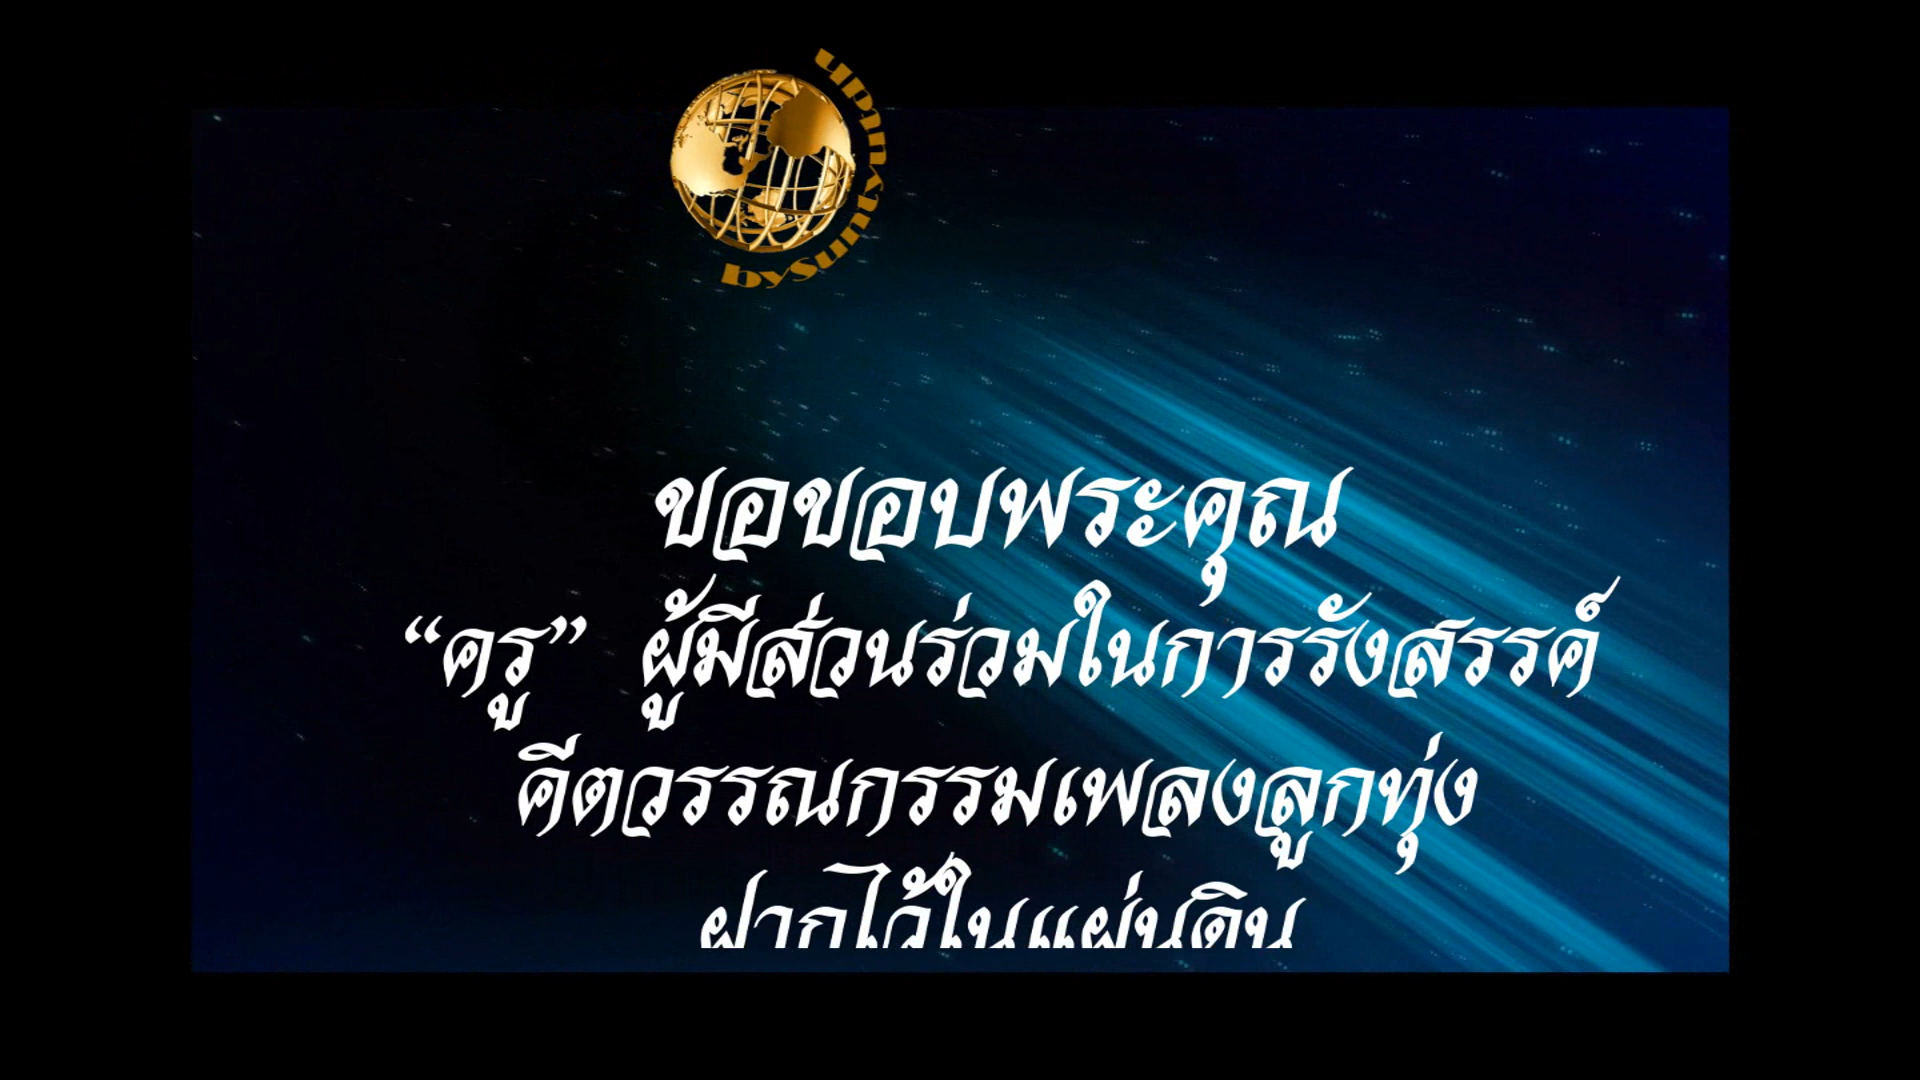 ขอขอบพระคุณ
“ครู” ผู้มีส่วนร่วมในการรังสรรค์
คีตวรรณกรรมเพลงลูกทุ่ง
ฝากไว้ในแผ่นดิน